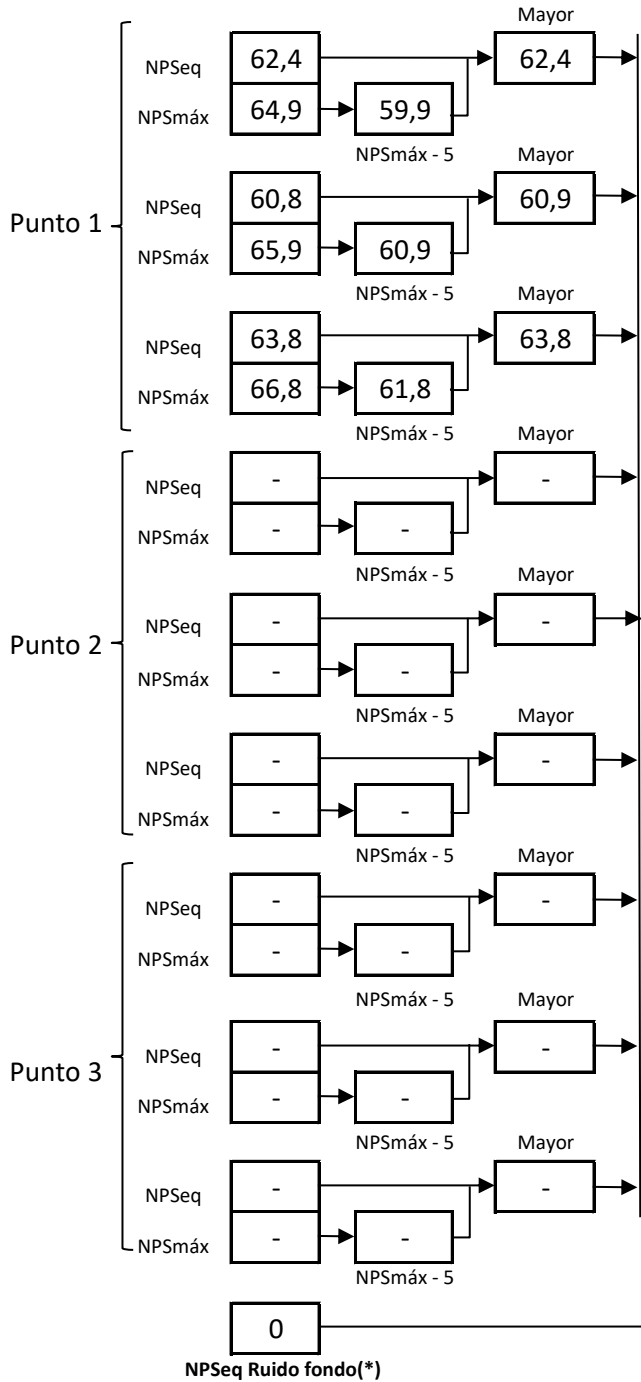 Mayor
NPSeq 62,4 62,4
NPSmáx 64,9 59,9
NPSmáx - 5 Mayor
Punto 1
NPSeq 60,8 60,9
NPSmáx 65,9 60,9
NPSmáx - 5 Mayor
NPSeq 63,8 63,8
NPSmáx 66,8 61,8
NPSmáx - 5 Mayor
NPSeq - -
NPSmáx - -
NPSmáx - 5 Mayor
Punto 2
NPSeq - -
NPSmáx - -
NPSmáx - 5 Mayor
NPSeq - -
NPSmáx - -
NPSmáx - 5 Mayor
NPSeq - -
NPSmáx - -
NPSmáx - 5 Mayor
Punto 3
NPSeq - -
NPSmáx - -
NPSmáx - 5 Mayor
NPSeq - -
NPSmáx - -
NPSmáx - 5
0
NPSeq Ruido fondo(*)